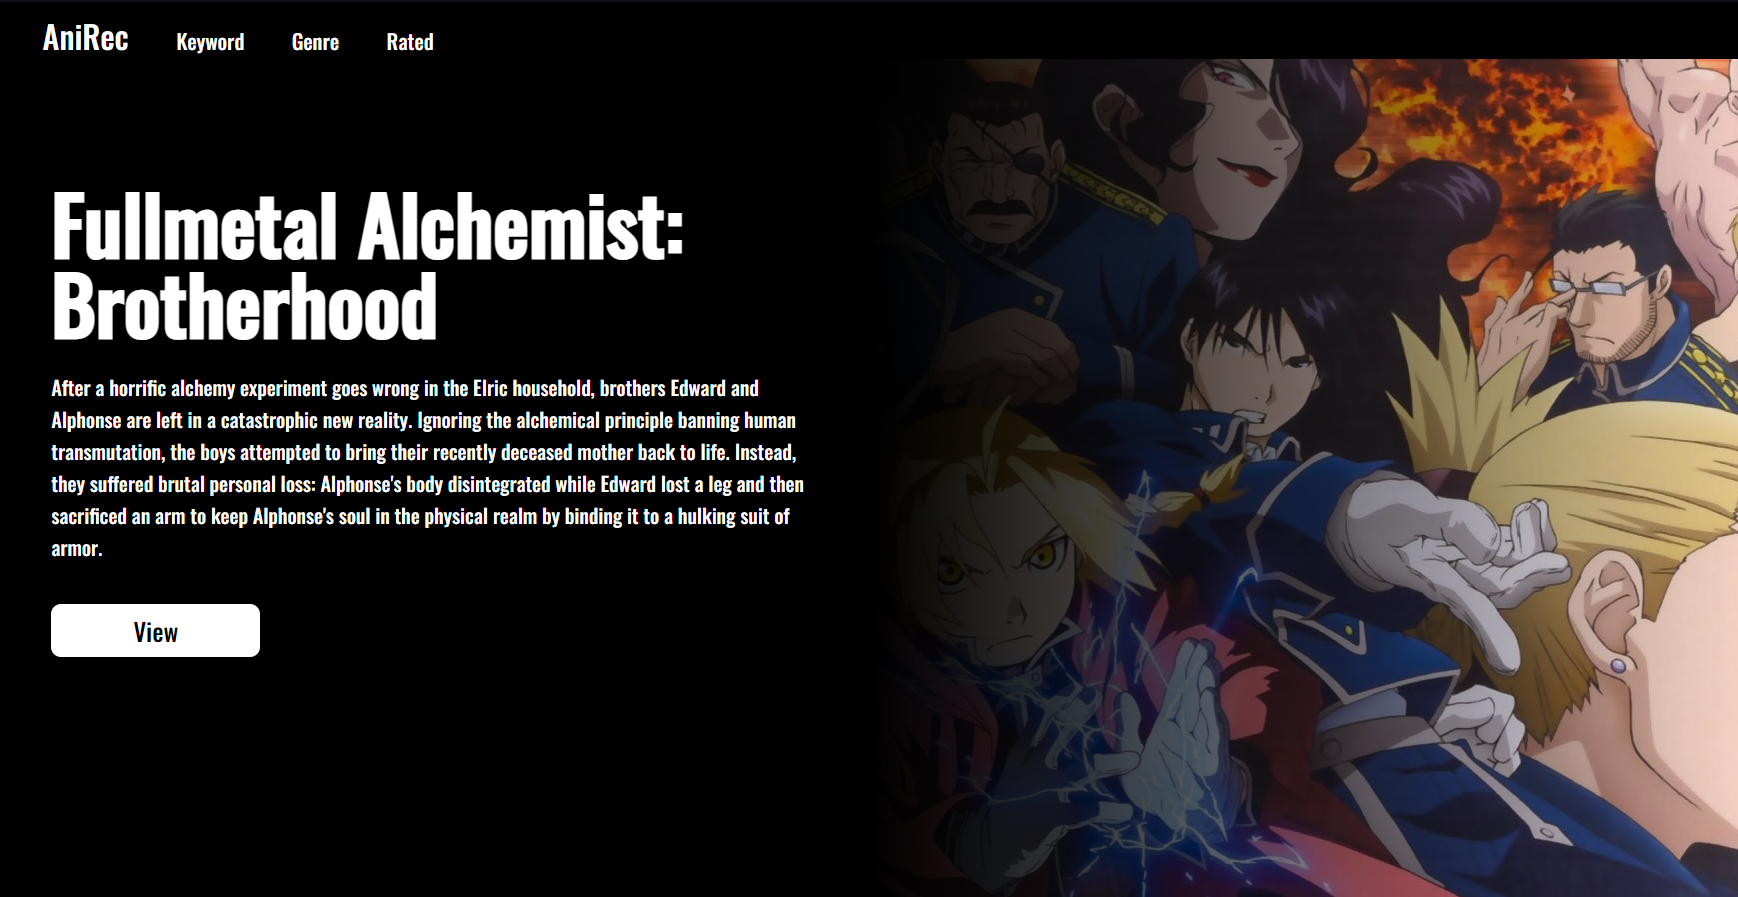 AniRec
Keyword
Genre
Rated
Fullmetal Alchemist:
Brotherhood
After a horrific alchemy experiment goes wrong in the Elric household, brothers Edward and
Alphonse are left in a catastrophic new reality. Ignoring the alchemical principle banning human
transmutation, the boys attempted to bring their recently deceased mother back to life. Instead,
they suffered brutal personal loss: Alphonse's body disintegrated while Edward lost a leg and then
sacrificed an arm to keep Alphonse's soul in the physical realm by binding it to a hulking suit of
armor.
View